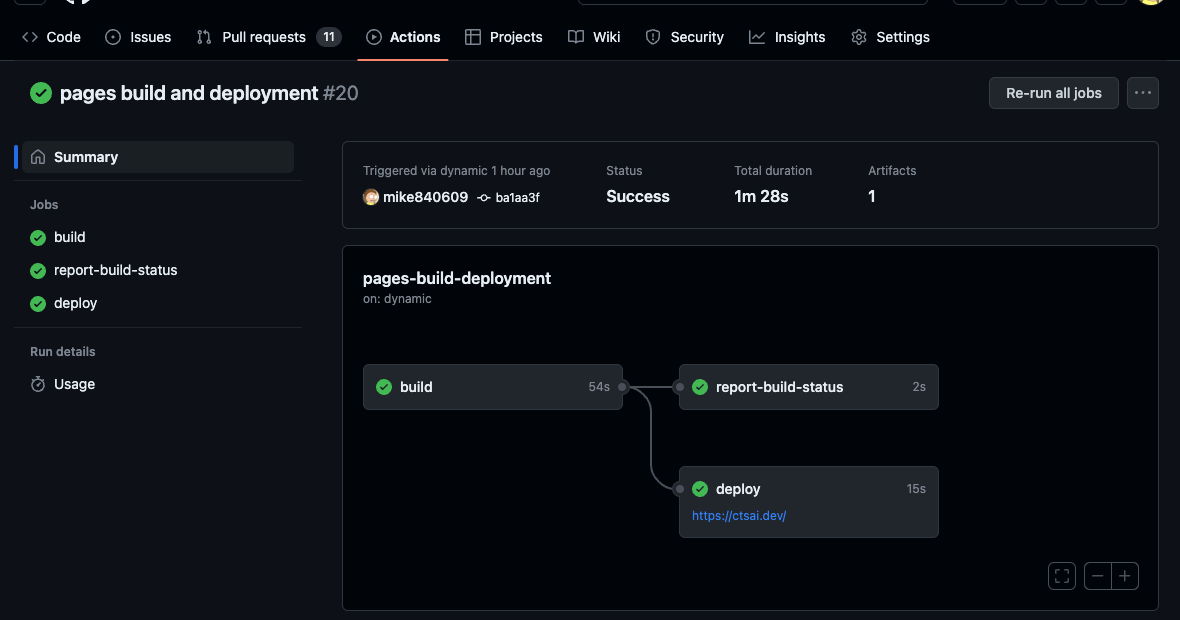 Code Issues Pull requests 11 Actions Projects Wiki Security Insights Settings
pages build and deployment #20
Re-run all jobs
Summary
Jobs
build
report-build-status
deploy
Run details
Usage
Triggered via dynamic 1 hour ago
mike840609 ba1aa3f
Status
Success
Total duration
1m 28s
Artifacts
1
pages-build-deployment
on: dynamic
build 54s
report-build-status 2s
deploy 15s
https://ctsai.dev/